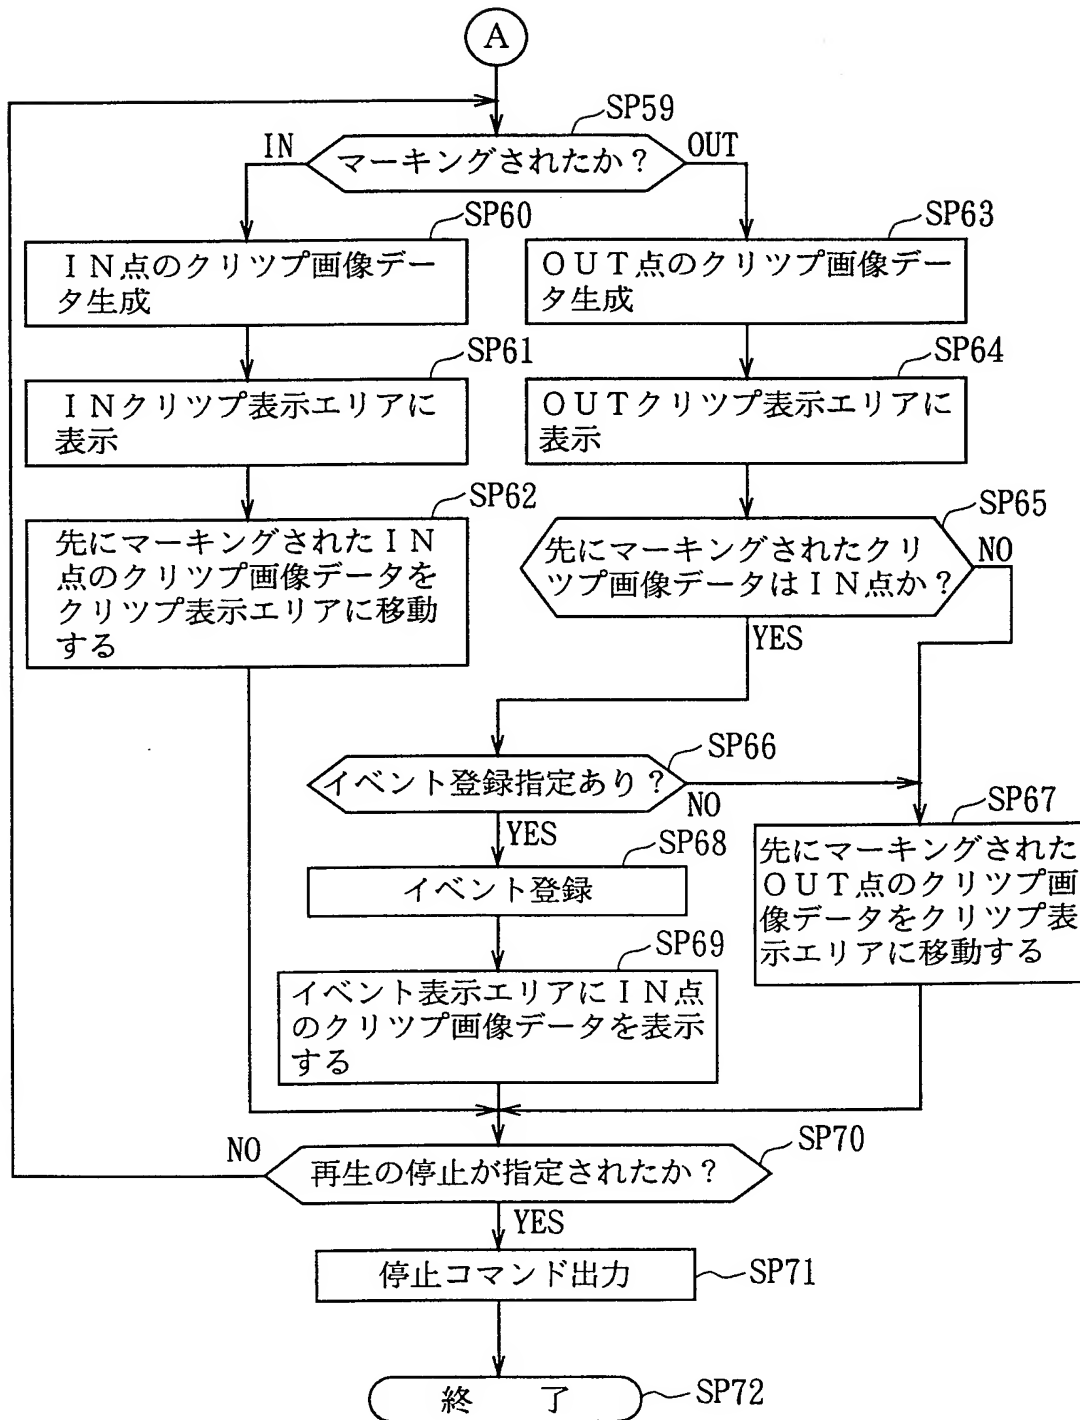 A
SP59
IN
マーキングされたか？
OUT
SP60
ＩＮ点のクリツプ画像デー
タ生成
SP63
ＯＵＴ点のクリツプ画像デー
タ生成
SP61
ＩＮクリツプ表示エリアに
表示
SP64
ＯＵＴクリツプ表示エリアに
表示
SP62
先にマーキングされたＩＮ
点のクリツプ画像データを
クリツプ表示エリアに移動
する
SP65
先にマーキングされたクリ
ツプ画像データはＩＮ点か？
NO
YES
SP66
イベント登録指定あり？
NO
YES
SP67
先にマーキングされた
ＯＵＴ点のクリツプ画
像データをクリツプ表
示エリアに移動する
SP68
イベント登録
SP69
イベント表示エリアにＩＮ点
のクリツプ画像データを表示
する
SP70
NO
再生の停止が指定されたか？
YES
停止コマンド出力
SP71
終　　了
SP72